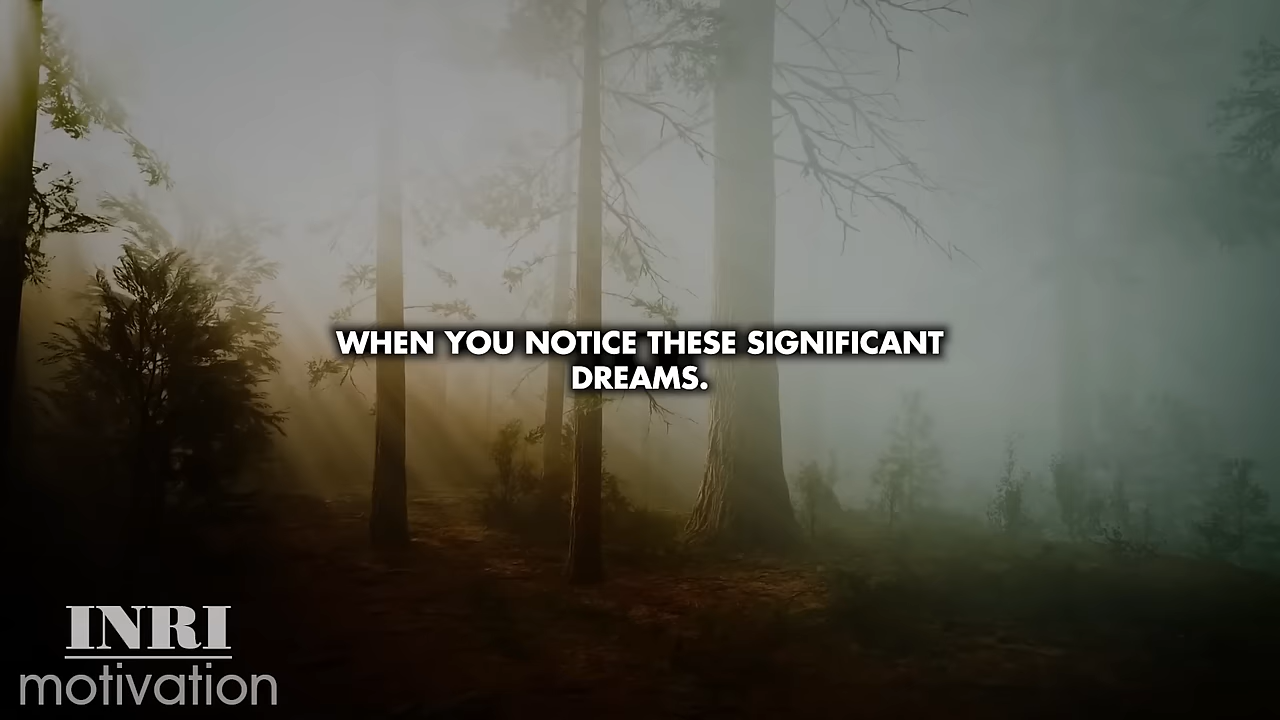 WHEN YOU NOTICE THESE SIGNIFICANT
DREAMS.
INRI
motivation